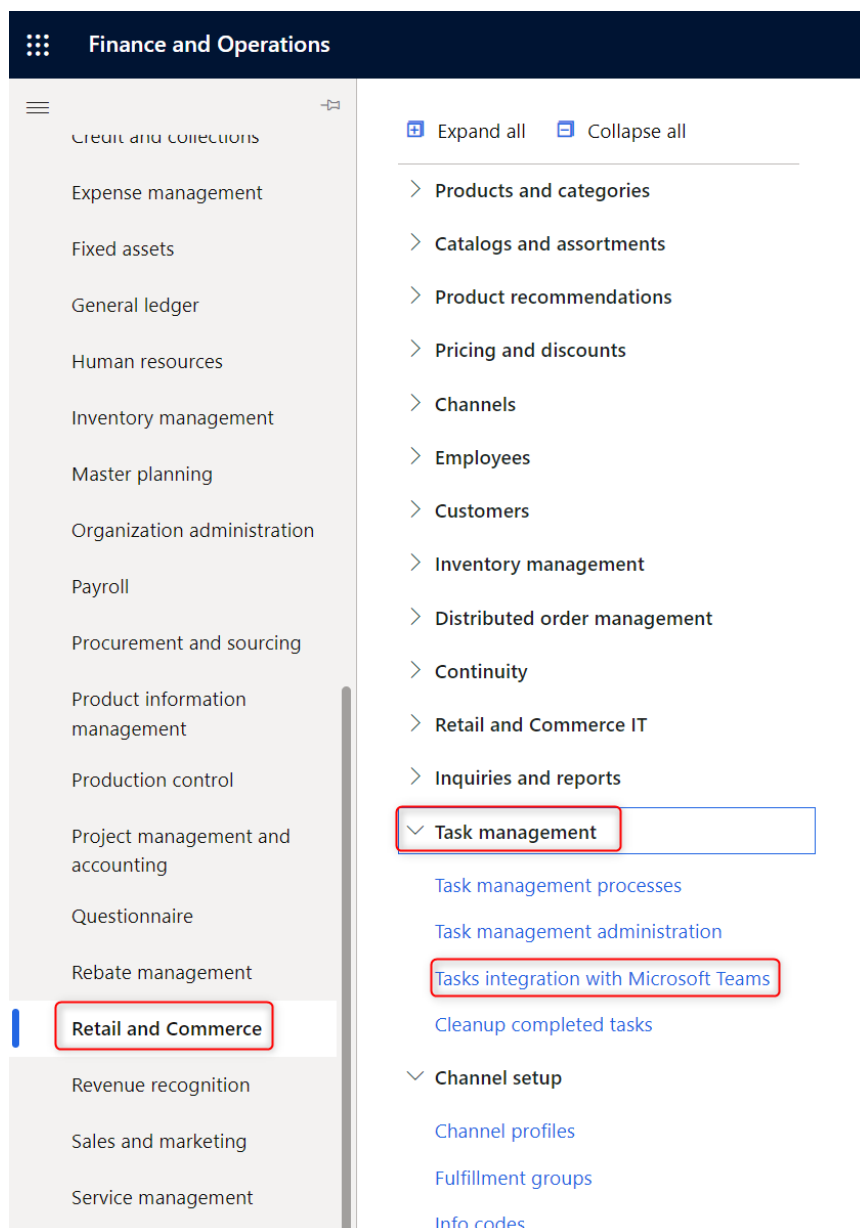 Finance and Operations
Credit and collections
Expense management
Fixed assets
General ledger
Human resources
Inventory management
Master planning
Organization administration
Payroll
Procurement and sourcing
Product information
management
Production control
Project management and
accounting
Questionnaire
Rebate management
Retail and Commerce
Revenue recognition
Sales and marketing
Service management
Expand all
Collapse all
Products and categories
Catalogs and assortments
Product recommendations
Pricing and discounts
Channels
Employees
Customers
Inventory management
Distributed order management
Continuity
Retail and Commerce IT
Inquiries and reports
Task management
Task management processes
Task management administration
Tasks integration with Microsoft Teams
Cleanup completed tasks
Channel setup
Channel profiles
Fulfillment groups
Info codes